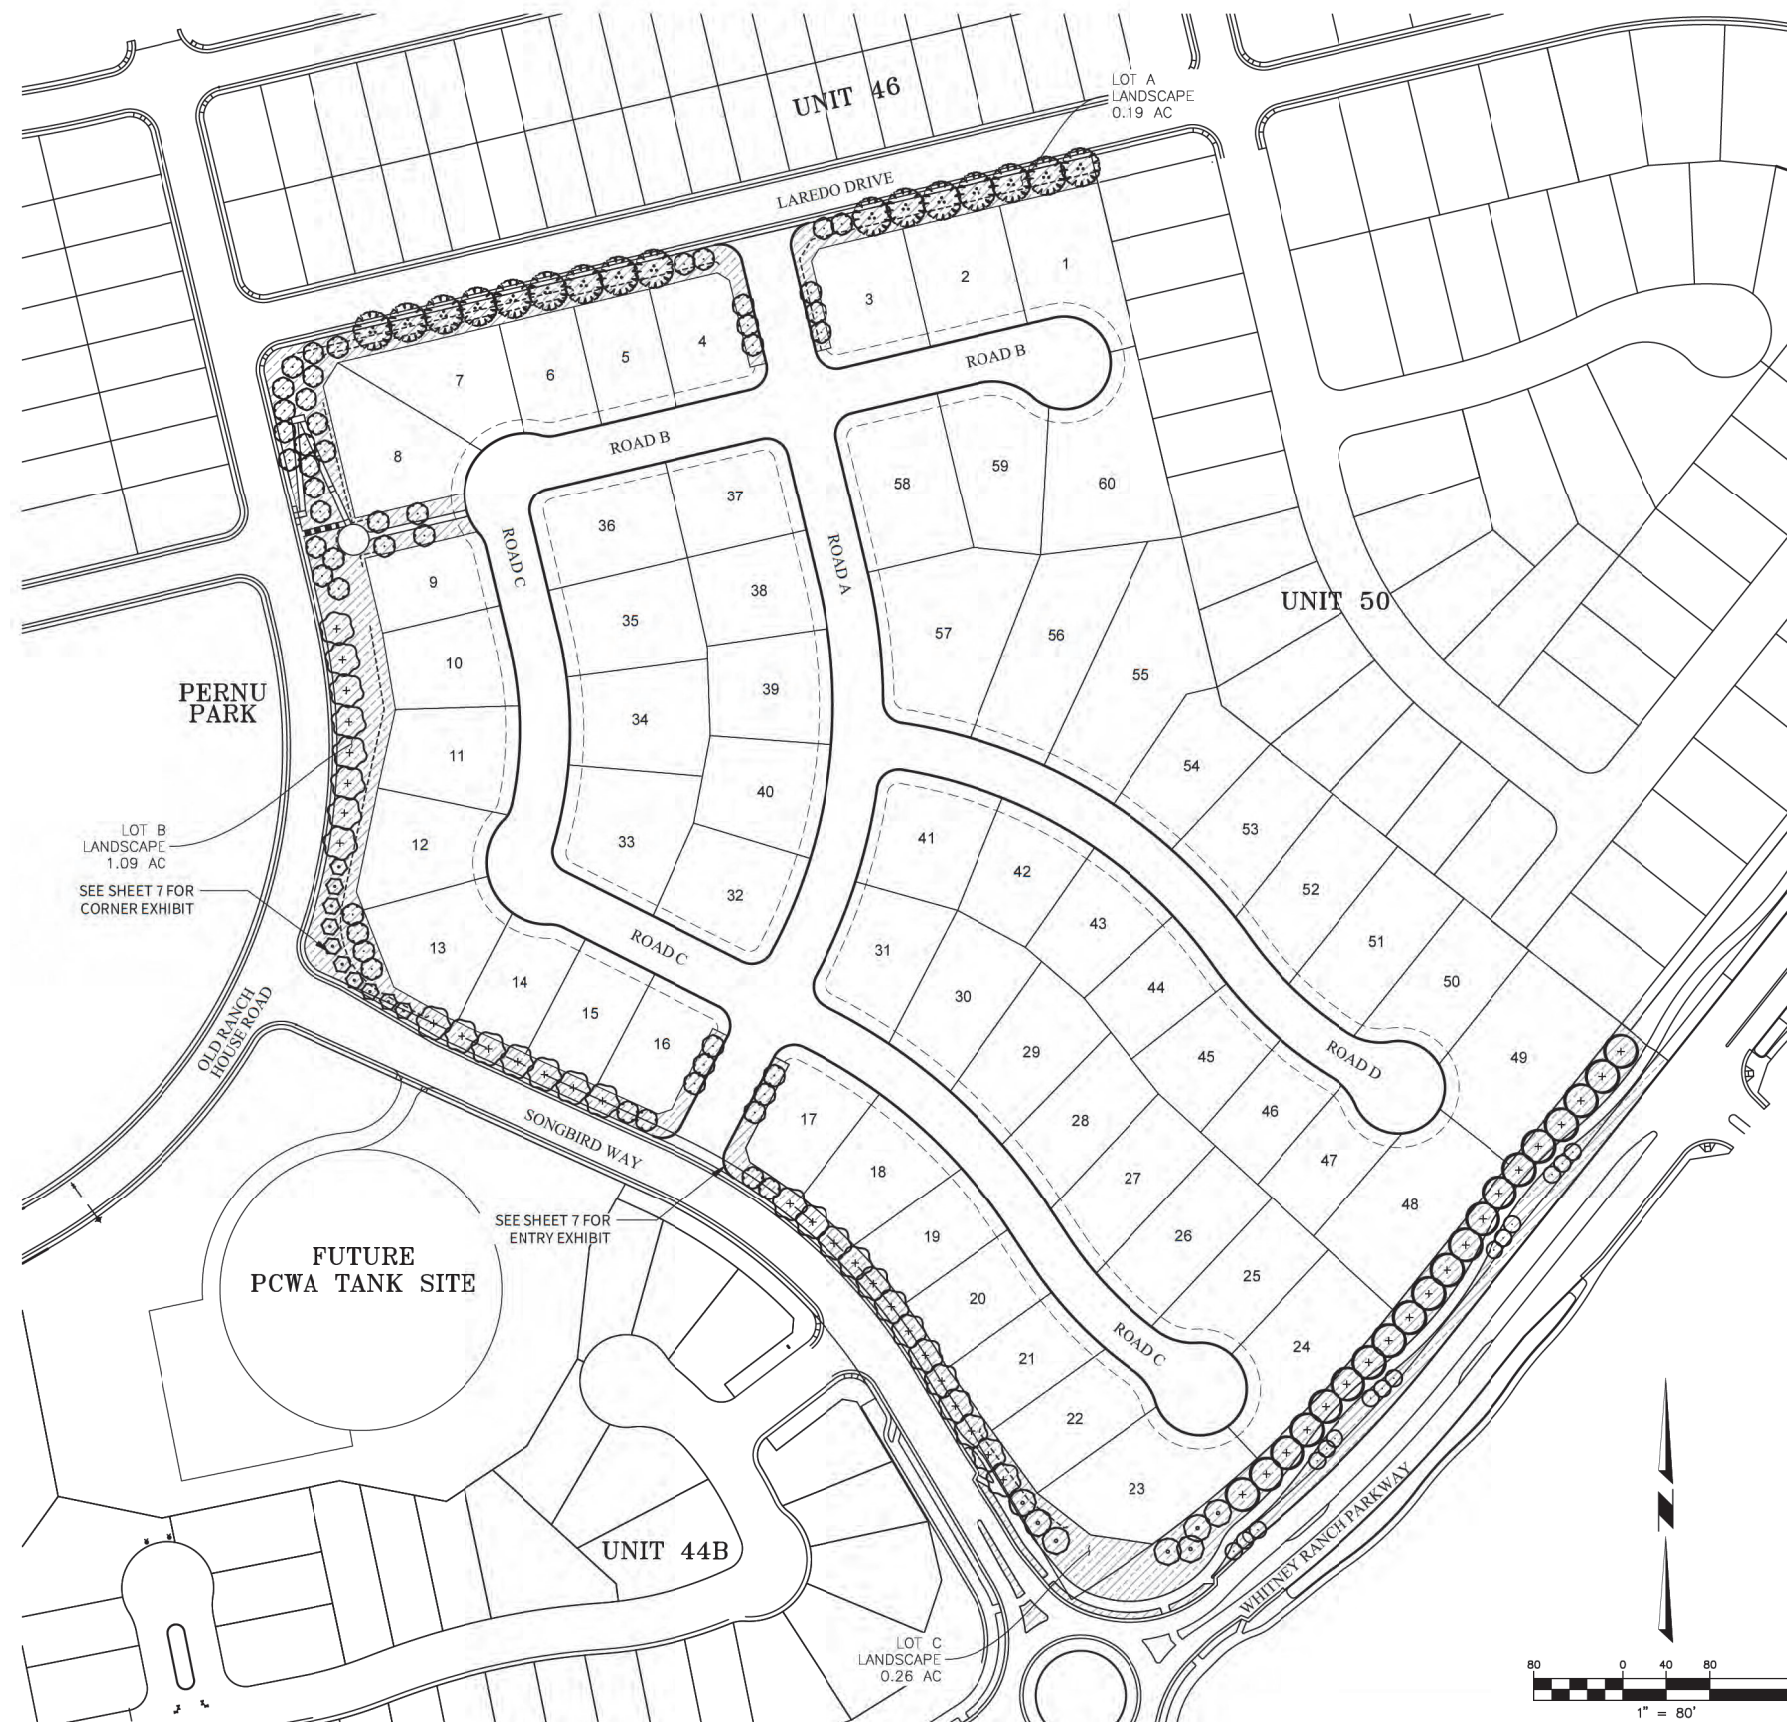 LOT A
LANDSCAPE
0.19 AC
UNIT 46
LAREDO DRIVE
1
2
3
4
5
6
7
8
ROAD B
ROAD B
58
59
60
36
37
ROAD C
ROAD A
9
35
38
10
34
39
11
33
40
12
32
57
56
55
UNIT 50
54
53
52
51
50
49
PERNU
PARK
LOT B
LANDSCAPE
1.09 AC
SEE SHEET 7 FOR
CORNER EXHIBIT
13
14
15
16
ROAD C
41
42
43
44
45
46
47
48
31
30
29
28
27
26
25
24
ROAD D
OLD RANCH
HOUSE ROAD
SONGBIRD WAY
SEE SHEET 7 FOR
ENTRY EXHIBIT
17
18
19
20
21
22
23
ROAD C
FUTURE
PCWA TANK SITE
UNIT 44B
WHITNEY RANCH PARKWAY
LOT C
LANDSCAPE
0.26 AC
80 0 40 80
1" = 80'